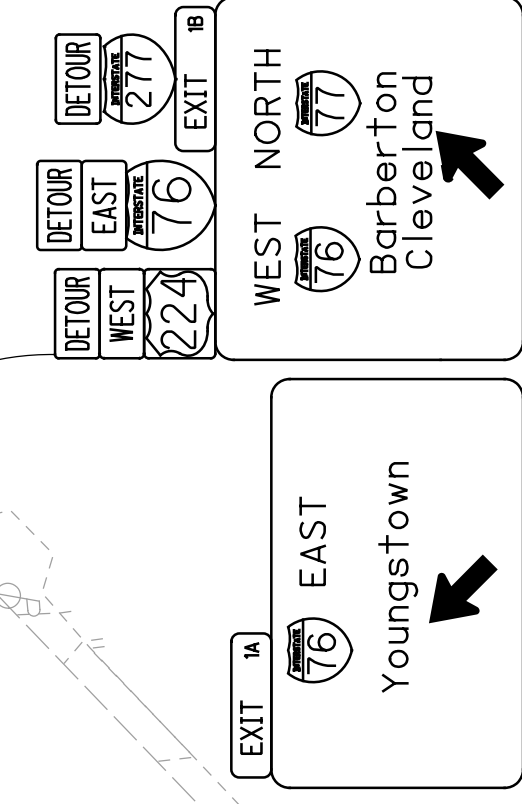 EXIT 1A
INTERSTATE
76 EAST
Youngstown
DETOUR
WEST
224
DETOUR
EAST
INTERSTATE
76
DETOUR
INTERSTATE
277
EXIT 1B
WEST NORTH
INTERSTATE INTERSTATE
76 77
Barberton
Cleveland